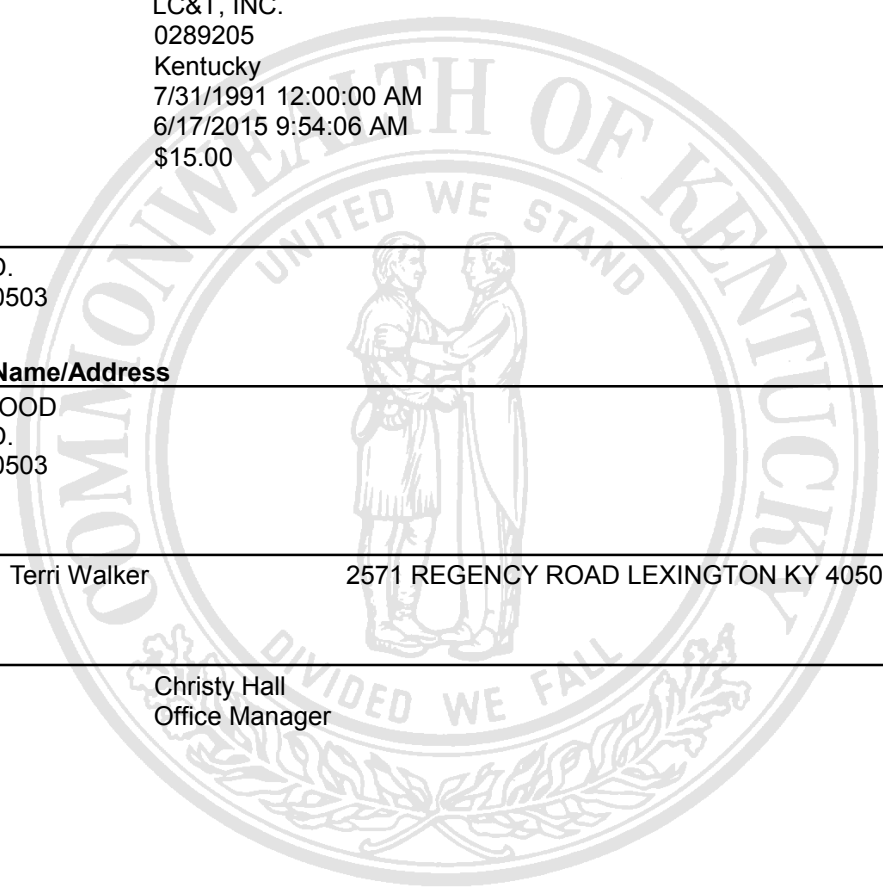 LC&T, INC.
0289205
Kentucky
7/31/1991 12:00:00 AM
6/17/2015 9:54:06 AM
$15.00
D.
0503
Name/Address
OOD
D.
0503
Terri Walker 2571 REGENCY ROAD LEXINGTON KY 4050
Christy Hall
Office Manager
COMMONWEALTH OF KENTUCKY
UNITED WE STAND
DIVIDED WE FALL